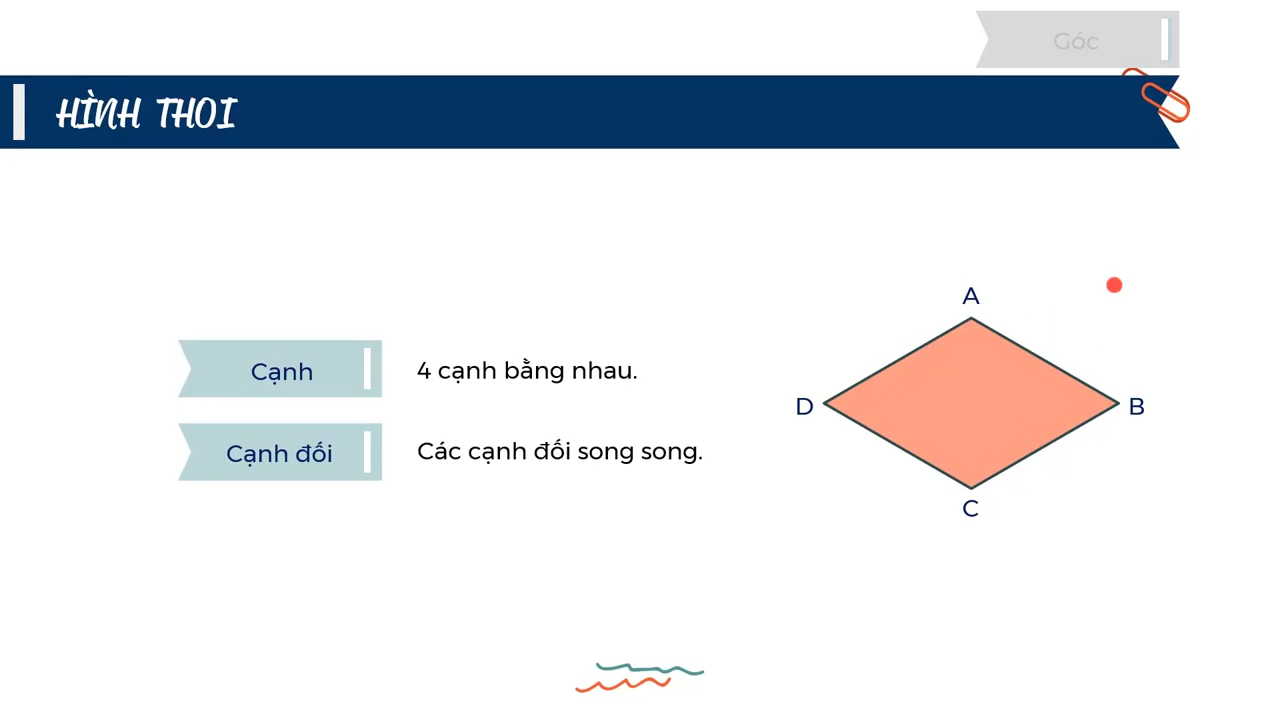 Góc
HÌNH THOI
Cạnh
4 cạnh bằng nhau.
Cạnh đối
Các cạnh đối song song.
A
D
B
C